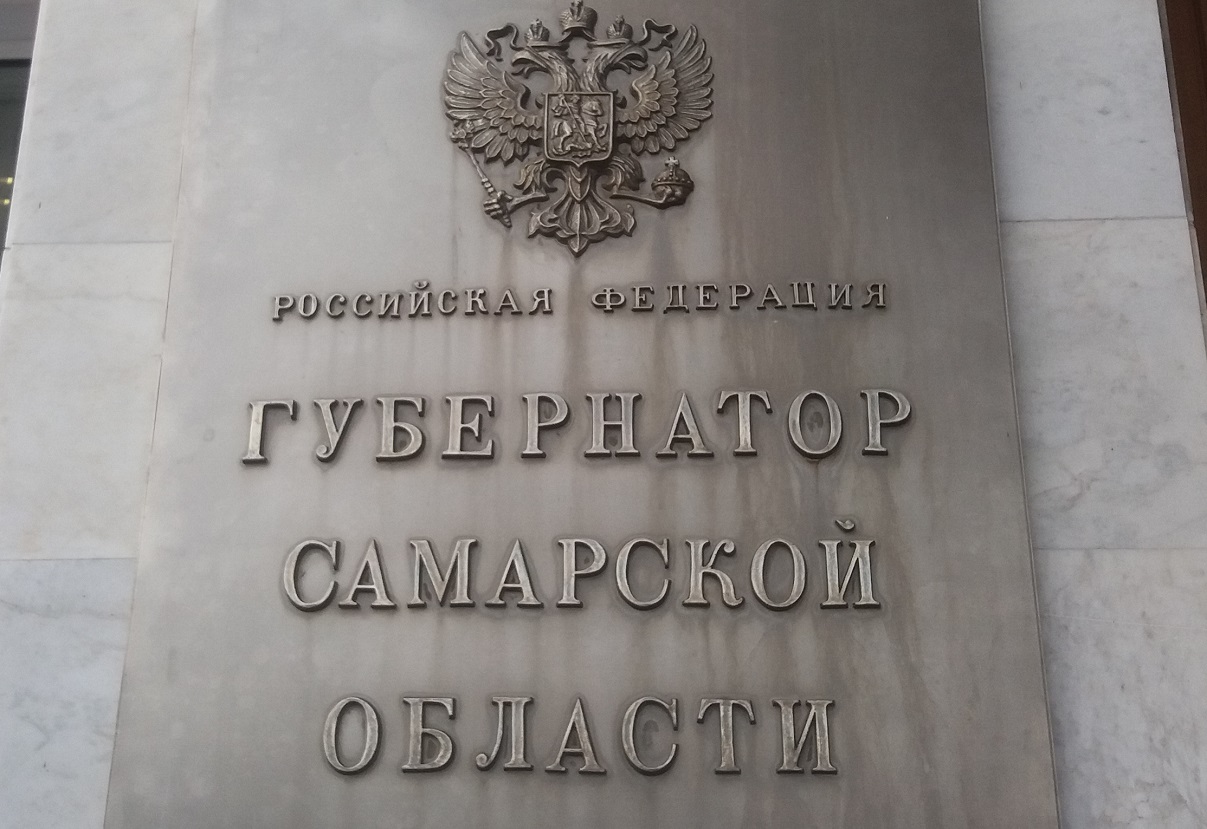 РОССИЙСКАЯ ФЕДЕРАЦИЯ
ГУБЕРНАТОР
САМАРСКОЙ
ОБЛАСТИ